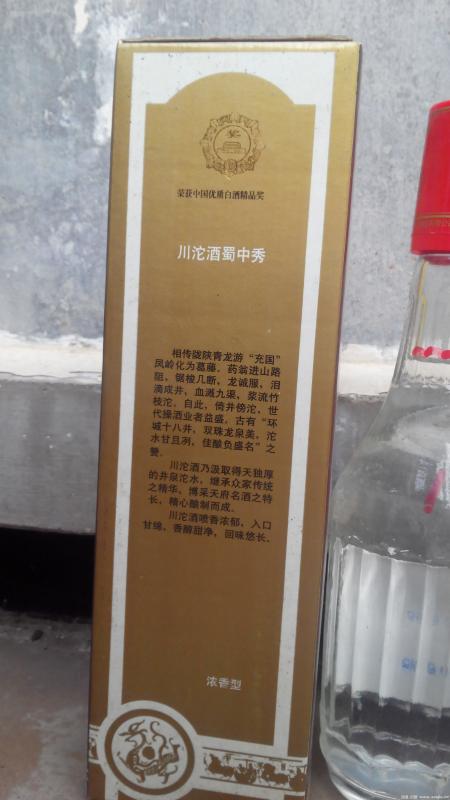 奖
荣获中国优质白酒精品奖
川沱酒蜀中秀
相传陇陕青龙游“充国”
凤岭化为葛藤。药翁进山路
阻，锯梭几断，龙诚服，泪
滴成井，血溅九渠，浆流竹
枝沱。自此，倚井傍沱，世
代操酒业者益盛。古有“环
城十八井，双珠龙泉美，沱
水甘且冽，佳酿负盛名”之
赞。
川沱酒乃汲取得天独厚
的井泉沱水，继承众家传统
之精华，博采天府名酒之特
长，精心酿制而成。
川沱酒喷香浓郁，入口
甘绵，香醇甜净，回味悠长。
浓香型